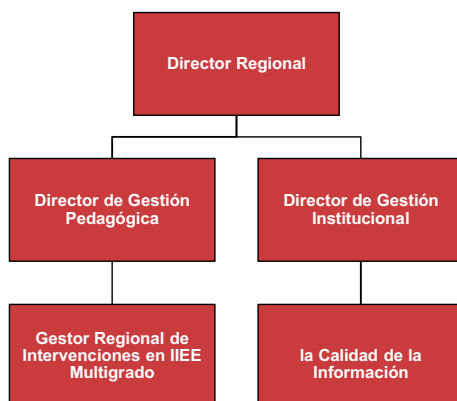 Director Regional
Director de Gestión
Pedagógica
Director de Gestión
Institucional
Gestor Regional de
Intervenciones en IIEE
Multigrado
la Calidad de la
Información